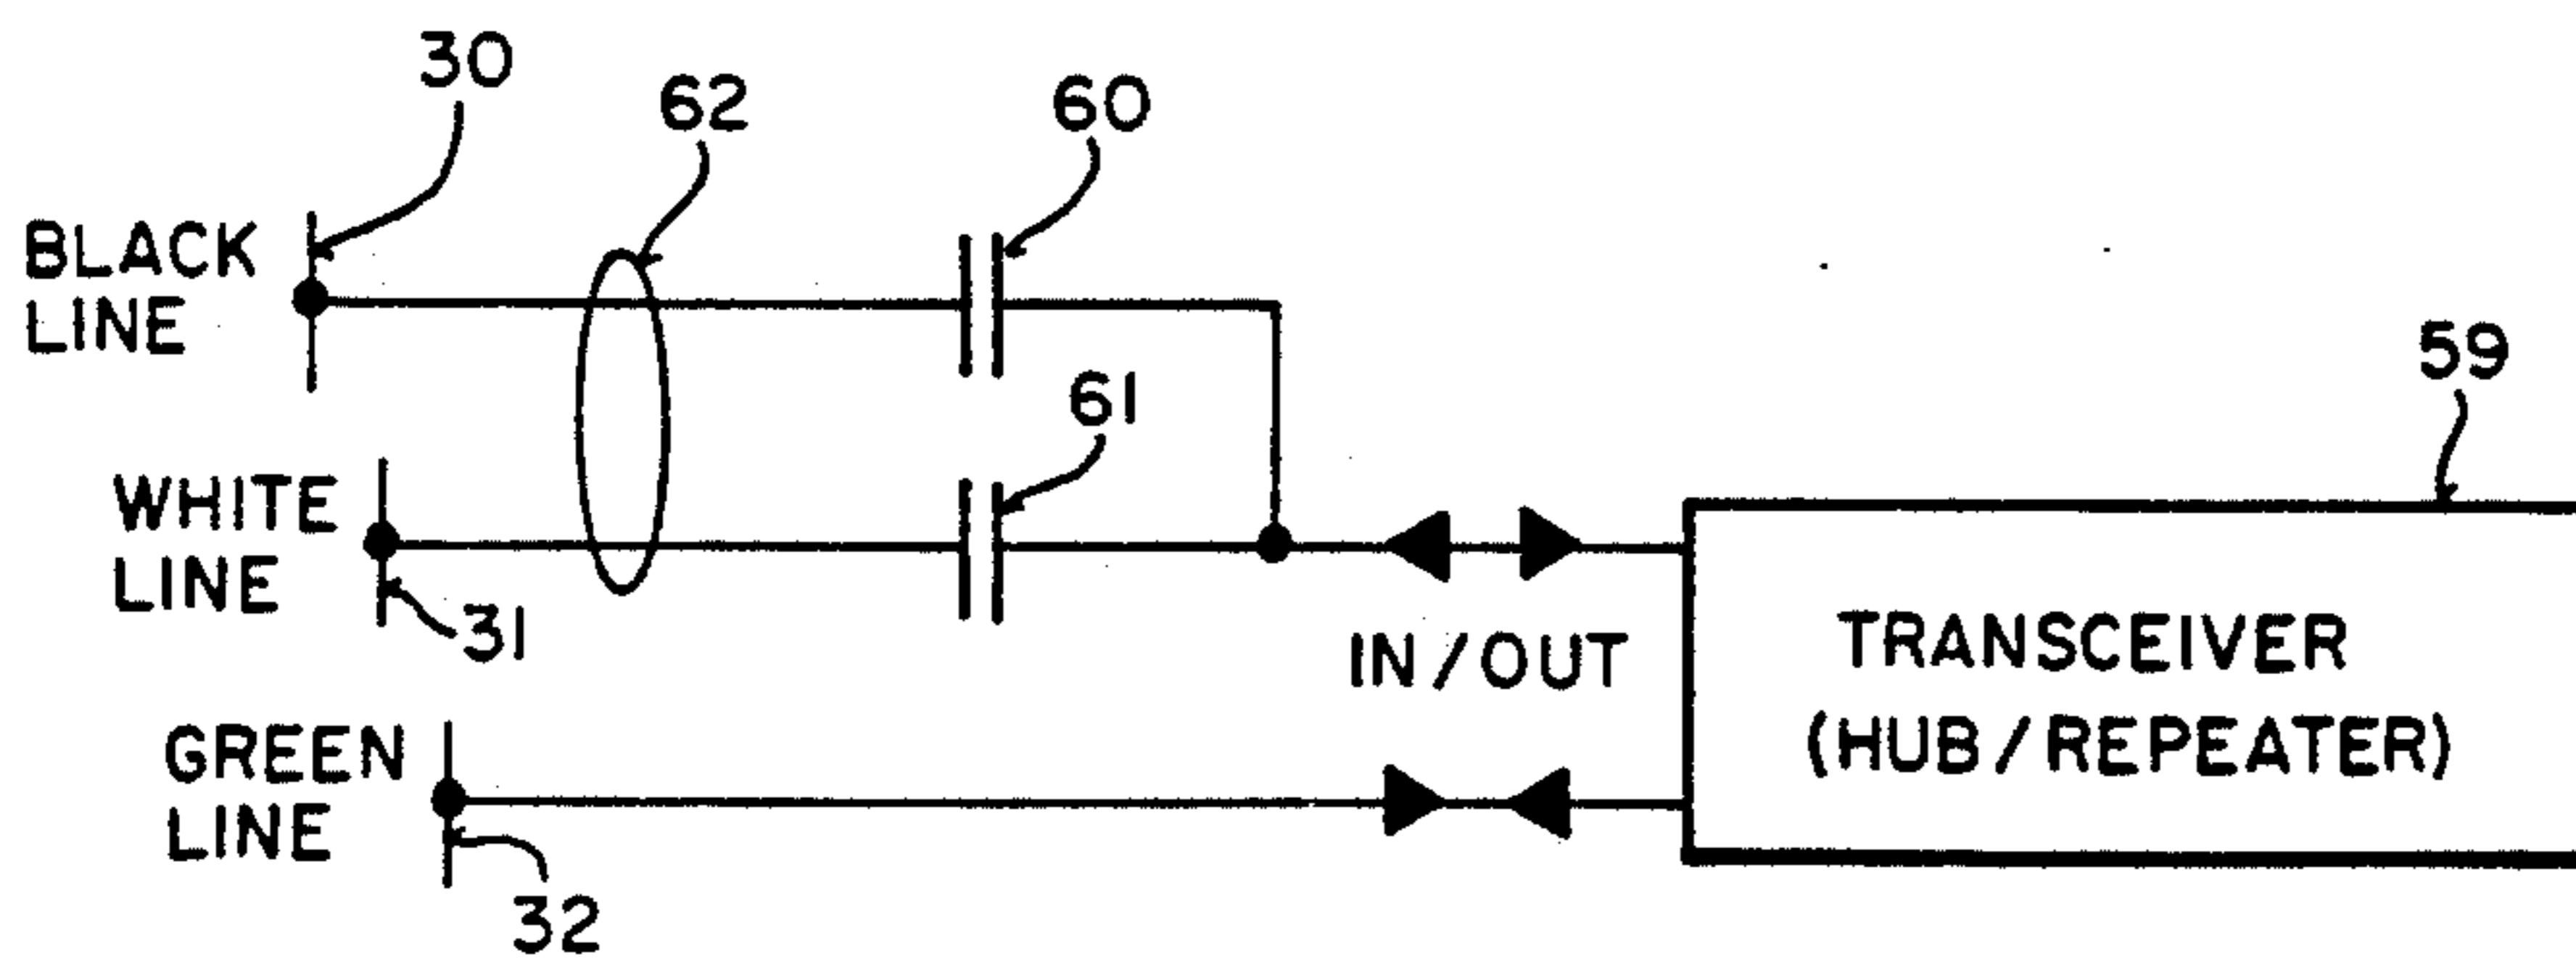 30
62
60
BLACK
LINE
61
59
WHITE
LINE
31
IN/OUT
TRANSCEIVER
(HUB/REPEATER)
GREEN
LINE
32